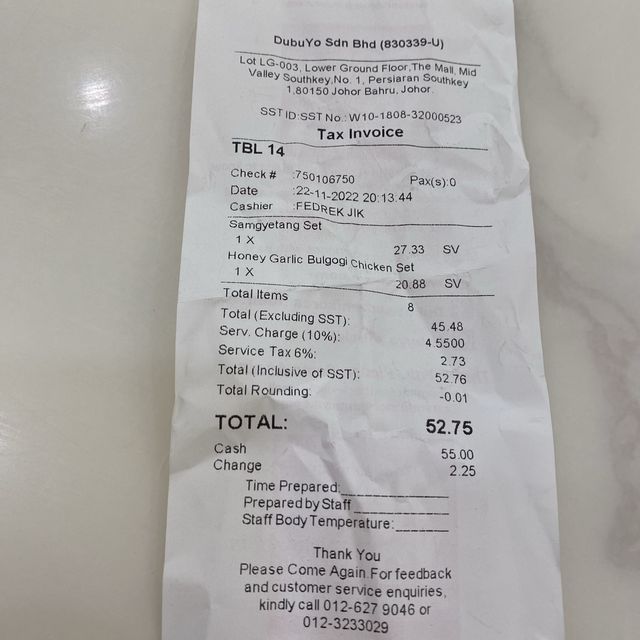 DubuYo Sdn Bhd (830339-U)
Lot LG-003, Lower Ground Floor,The Mall, Mid
Valley Southkey,No. 1, Persiaran Southkey
1,80150 Johor Bahru, Johor.
SST ID:SST No.: W10-1808-32000523
Tax Invoice
TBL 14
Check # :750106750 Pax(s):0
Date :22-11-2022 20:13:44
Cashier :FEDREK JIK
Samgyetang Set
1 X 27.33 SV
Honey Garlic Bulgogi Chicken Set
1 X 20.88 SV
Total Items 8
Total (Excluding SST): 45.48
Serv. Charge (10%): 4.5500
Service Tax 6%: 2.73
Total (Inclusive of SST): 52.76
Total Rounding: -0.01
TOTAL: 52.75
Cash 55.00
Change 2.25
Time Prepared:
Prepared by Staff
Staff Body Temperature:
Thank You
Please Come Again.For feedback
and customer service enquiries,
kindly call 012-627 9046 or
012-3233029